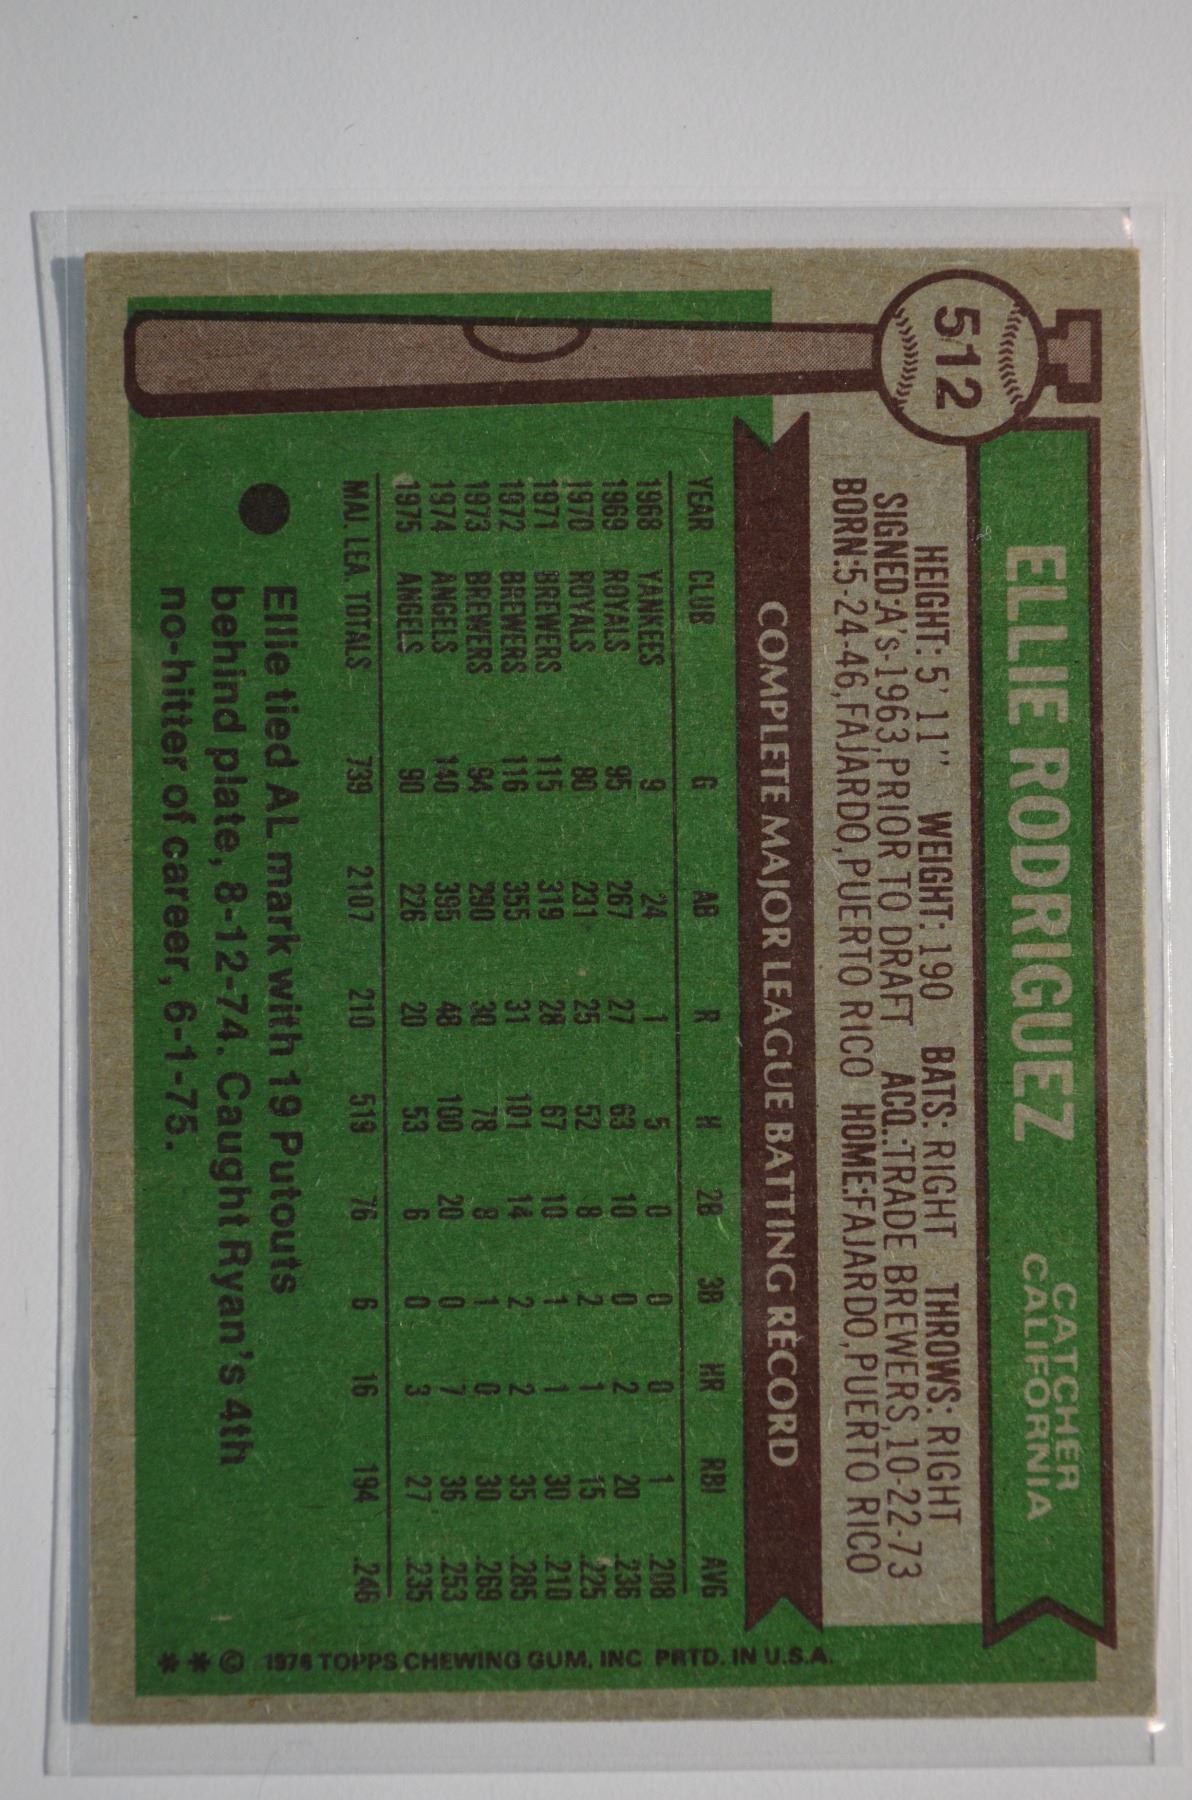 512
ELLIE RODRIGUEZ
CATCHER
CALIFORNIA
HEIGHT: 5' 11" WEIGHT: 190 BATS: RIGHT THROWS: RIGHT
SIGNED: A's-1963, PRIOR TO DRAFT ACQ.: TRADE BREWERS, 10-22-73
BORN: 5-24-46, FAJARDO, PUERTO RICO HOME: FAJARDO, PUERTO RICO
COMPLETE MAJOR LEAGUE BATTING RECORD
YEAR CLUB G AB R H 2B 3B HR RBI AVG
1968 YANKEES 9 24 1 5 0 0 0 1 .208
1969 ROYALS 95 267 27 63 10 0 2 20 .236
1970 ROYALS 80 231 25 52 8 2 1 15 .225
1971 BREWERS 115 319 28 67 10 1 1 30 .210
1972 BREWERS 116 355 31 101 14 2 2 35 .285
1973 BREWERS 94 290 30 78 8 1 0 30 .269
1974 ANGELS 140 395 48 100 20 0 7 36 .253
1975 ANGELS 90 226 20 53 6 0 3 27 .235
MAJ. LEA. TOTALS 739 2107 210 519 76 6 16 194 .246
Ellie tied AL mark with 19 Putouts
behind plate, 8-12-74. Caught Ryan's 4th
no-hitter of career, 6-1-75.
* * © 1976 TOPPS CHEWING GUM, INC PRTD. IN U.S.A.